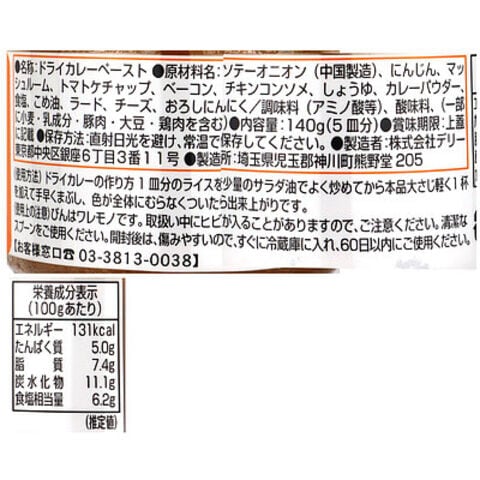 ●名称:ドライカレーペースト●原材料名:ソテーオニオン(中国製造)、にんじん、マッ
シュルーム、トマトケチャップ、ベーコン、チキンコンソメ、しょうゆ、カレーパウダー、
食塩、こめ油、ラード、チーズ、おろしにんにく/調味料(アミノ酸等)、酸味料、(一部
に小麦・乳成分・豚肉・大豆・鶏肉を含む)●内容量:140g(5皿分)●賞味期限:上蓋
に記載●保存方法:直射日光を避け、常温で保存してください。●製造者:株式会社デリー
東京都中央区銀座6丁目3番11号●製造所:埼玉県児玉郡神川町熊野堂205
(使用方法)ドライカレーの作り方 1皿分のライスを少量のサラダ油でよく炒めてから本品大さじ軽く1杯
を加えて手早くまぶし、色が全体にむらなくついたら出来上がりです。
(使用上の注意)びんはワレモノです。取扱い中にヒビが入ることがありますので、ご注意ください。清潔な
スプーンをご使用ください。開封後は、傷みやすいので、すぐに冷蔵庫に入れ、60日以内にご使用ください。
【お客様窓口☎03-3813-0038】
栄養成分表示
(100gあたり)
エネルギー 131kcal
たんぱく質 5.0g
脂質 7.4g
炭水化物 11.1g
食塩相当量 6.2g
(推定値)